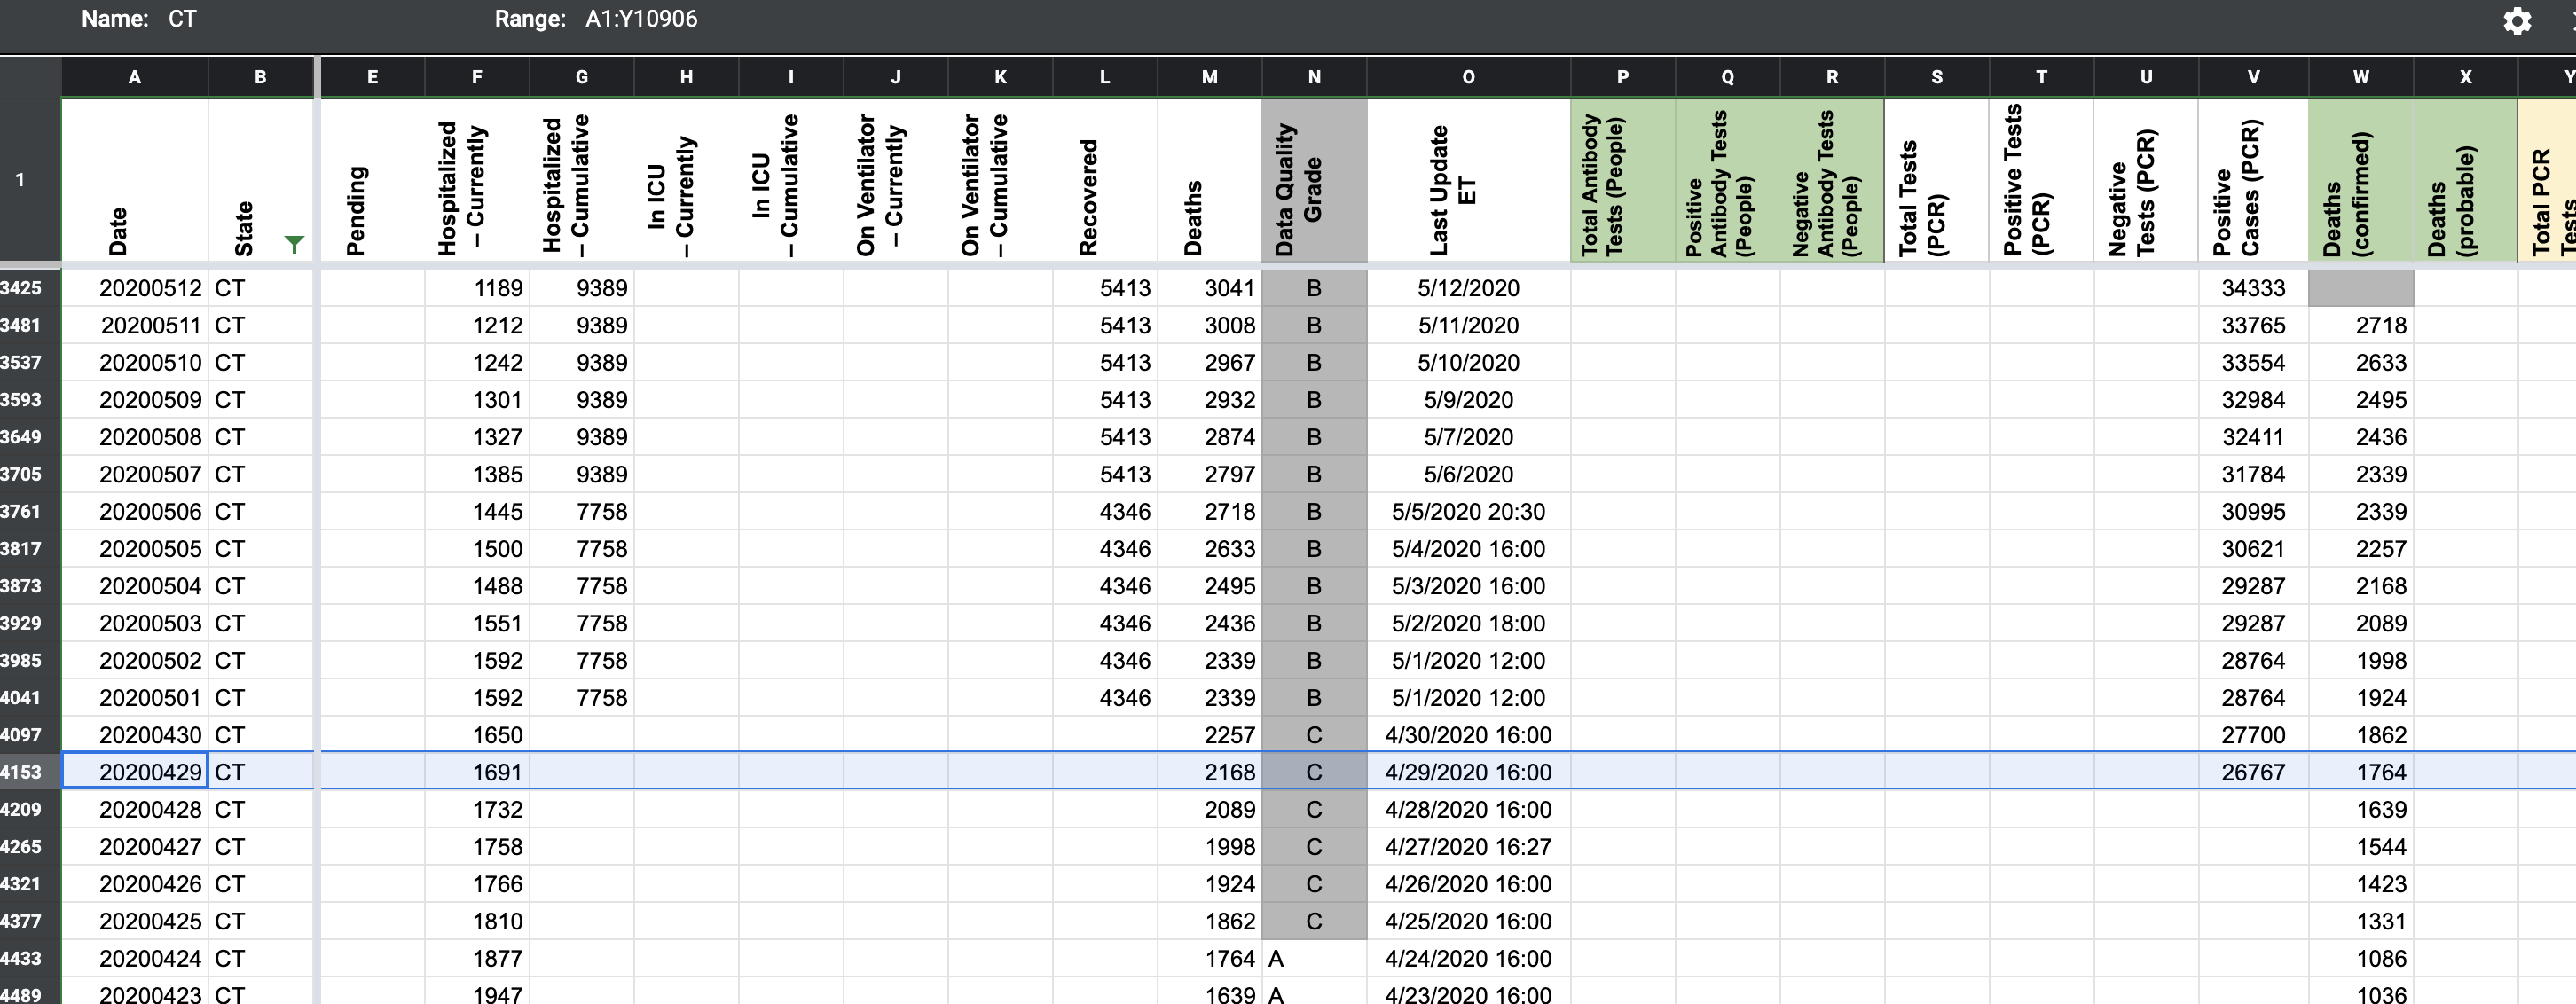 Name: CT Range: A1:Y10906
A B E F G H I J K L M N O P Q R S T U V W X Y
1 Date State Pending Hospitalized – Currently Hospitalized – Cumulative In ICU – Currently In ICU – Cumulative On Ventilator – Currently On Ventilator – Cumulative Recovered Deaths Data Quality Grade Last Update ET Total Antibody Tests (People) Positive Antibody Tests (People) Negative Antibody Tests (People) Total Tests (PCR) Positive Tests (PCR) Negative Tests (PCR) Positive Cases (PCR) Deaths (confirmed) Deaths (probable) Total PCR Tests
3425 20200512 CT 1189 9389 5413 3041 B 5/12/2020 34333
3481 20200511 CT 1212 9389 5413 3008 B 5/11/2020 33765 2718
3537 20200510 CT 1242 9389 5413 2967 B 5/10/2020 33554 2633
3593 20200509 CT 1301 9389 5413 2932 B 5/9/2020 32984 2495
3649 20200508 CT 1327 9389 5413 2874 B 5/7/2020 32411 2436
3705 20200507 CT 1385 9389 5413 2797 B 5/6/2020 31784 2339
3761 20200506 CT 1445 7758 4346 2718 B 5/5/2020 20:30 30995 2339
3817 20200505 CT 1500 7758 4346 2633 B 5/4/2020 16:00 30621 2257
3873 20200504 CT 1488 7758 4346 2495 B 5/3/2020 16:00 29287 2168
3929 20200503 CT 1551 7758 4346 2436 B 5/2/2020 18:00 29287 2089
3985 20200502 CT 1592 7758 4346 2339 B 5/1/2020 12:00 28764 1998
4041 20200501 CT 1592 7758 4346 2339 B 5/1/2020 12:00 28764 1924
4097 20200430 CT 1650 2257 C 4/30/2020 16:00 27700 1862
4153 20200429 CT 1691 2168 C 4/29/2020 16:00 26767 1764
4209 20200428 CT 1732 2089 C 4/28/2020 16:00 1639
4265 20200427 CT 1758 1998 C 4/27/2020 16:27 1544
4321 20200426 CT 1766 1924 C 4/26/2020 16:00 1423
4377 20200425 CT 1810 1862 C 4/25/2020 16:00 1331
4433 20200424 CT 1877 1764 A 4/24/2020 16:00 1086
4489 20200423 CT 1947 1639 A 4/23/2020 16:00 1036